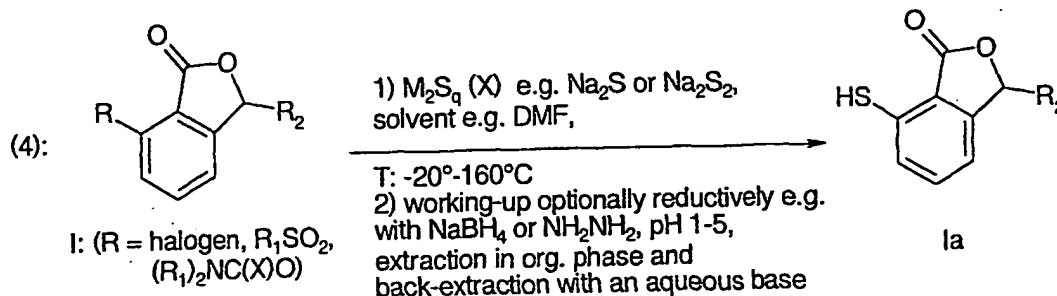 (4):
O
O
R
R₂
1) M₂Sq (X) e.g. Na₂S or Na₂S₂,
solvent e.g. DMF,
T: -20°-160°C
2) working-up optionally reductively e.g.
with NaBH₄ or NH₂NH₂, pH 1-5,
extraction in org. phase and
back-extraction with an aqueous base
O
O
HS
R₂
I: (R = halogen, R₁SO₂,
(R₁)₂NC(X)O)
Ia